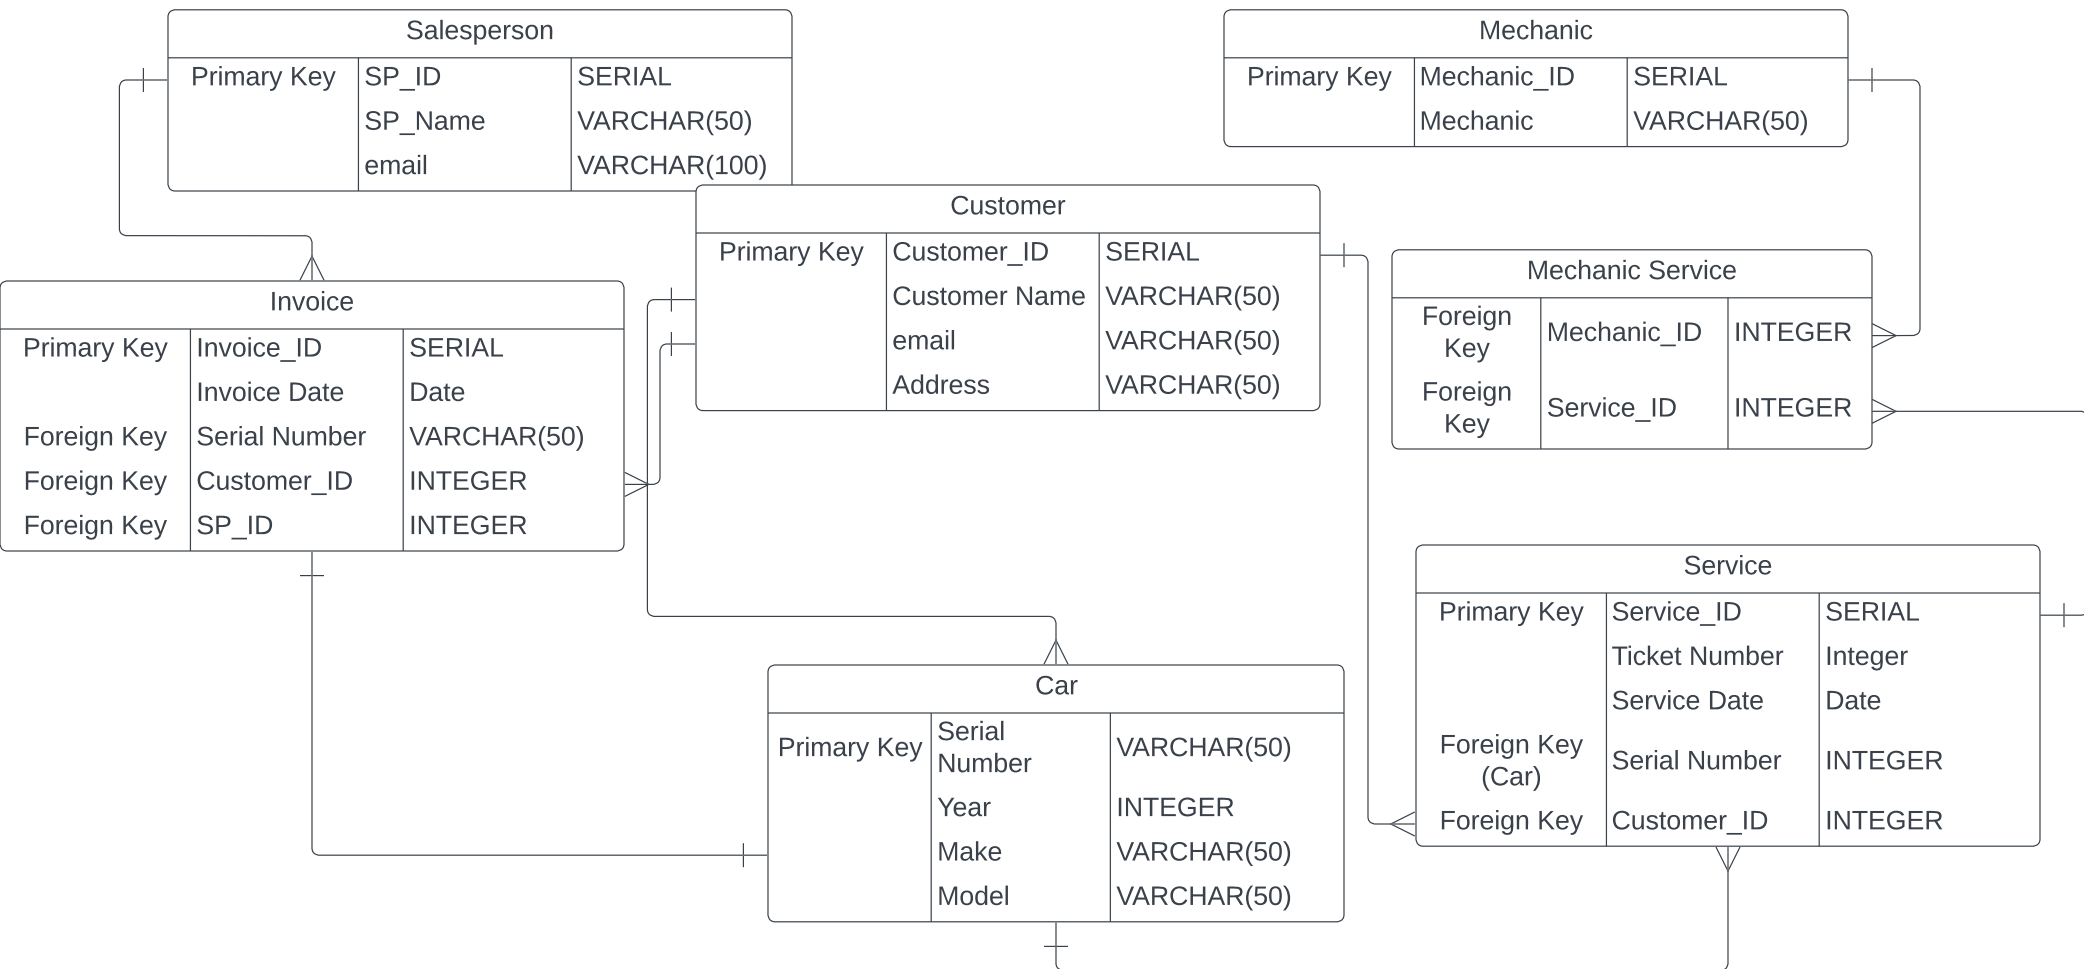 Salesperson
Primary Key SP_ID SERIAL
SP_Name VARCHAR(50)
email VARCHAR(100)
Mechanic
Primary Key Mechanic_ID SERIAL
Mechanic VARCHAR(50)
Customer
Primary Key Customer_ID SERIAL
Customer Name VARCHAR(50)
email VARCHAR(50)
Address VARCHAR(50)
Mechanic Service
Foreign
Key Mechanic_ID INTEGER
Foreign
Key Service_ID INTEGER
Invoice
Primary Key Invoice_ID SERIAL
Invoice Date Date
Foreign Key Serial Number VARCHAR(50)
Foreign Key Customer_ID INTEGER
Foreign Key SP_ID INTEGER
Service
Primary Key Service_ID SERIAL
Ticket Number Integer
Service Date Date
Foreign Key
(Car) Serial Number INTEGER
Foreign Key Customer_ID INTEGER
Car
Primary Key Serial
Number VARCHAR(50)
Year INTEGER
Make VARCHAR(50)
Model VARCHAR(50)